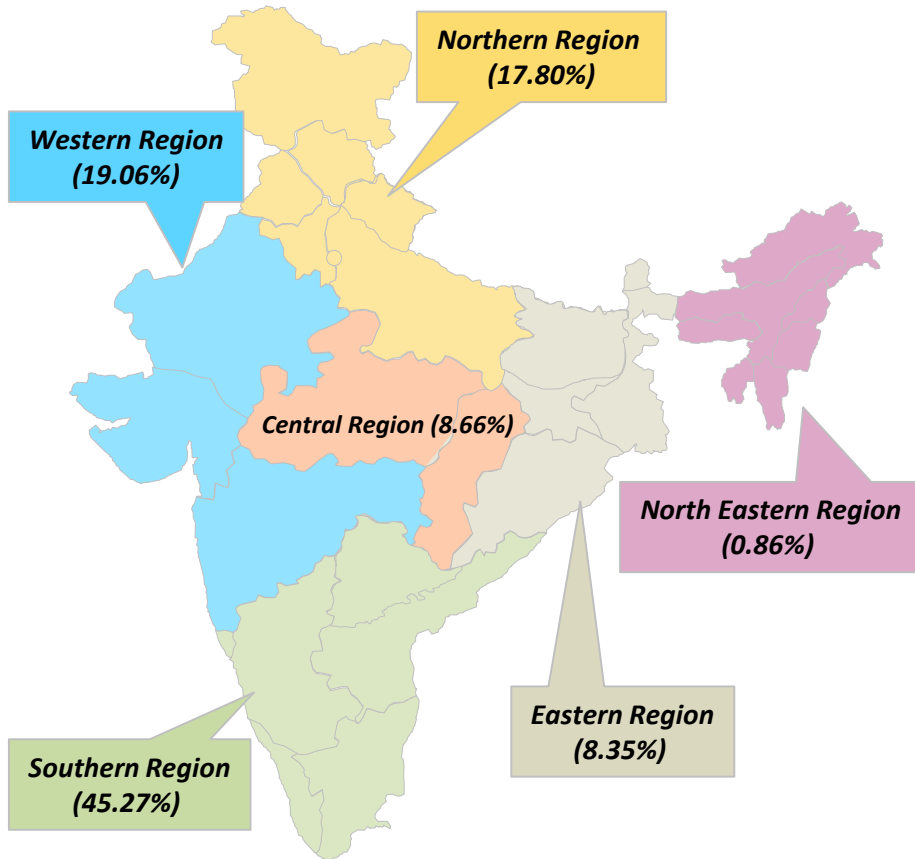 Northern Region
(17.80%)
Western Region
(19.06%)
Central Region (8.66%)
North Eastern Region
(0.86%)
Eastern Region
(8.35%)
Southern Region
(45.27%)